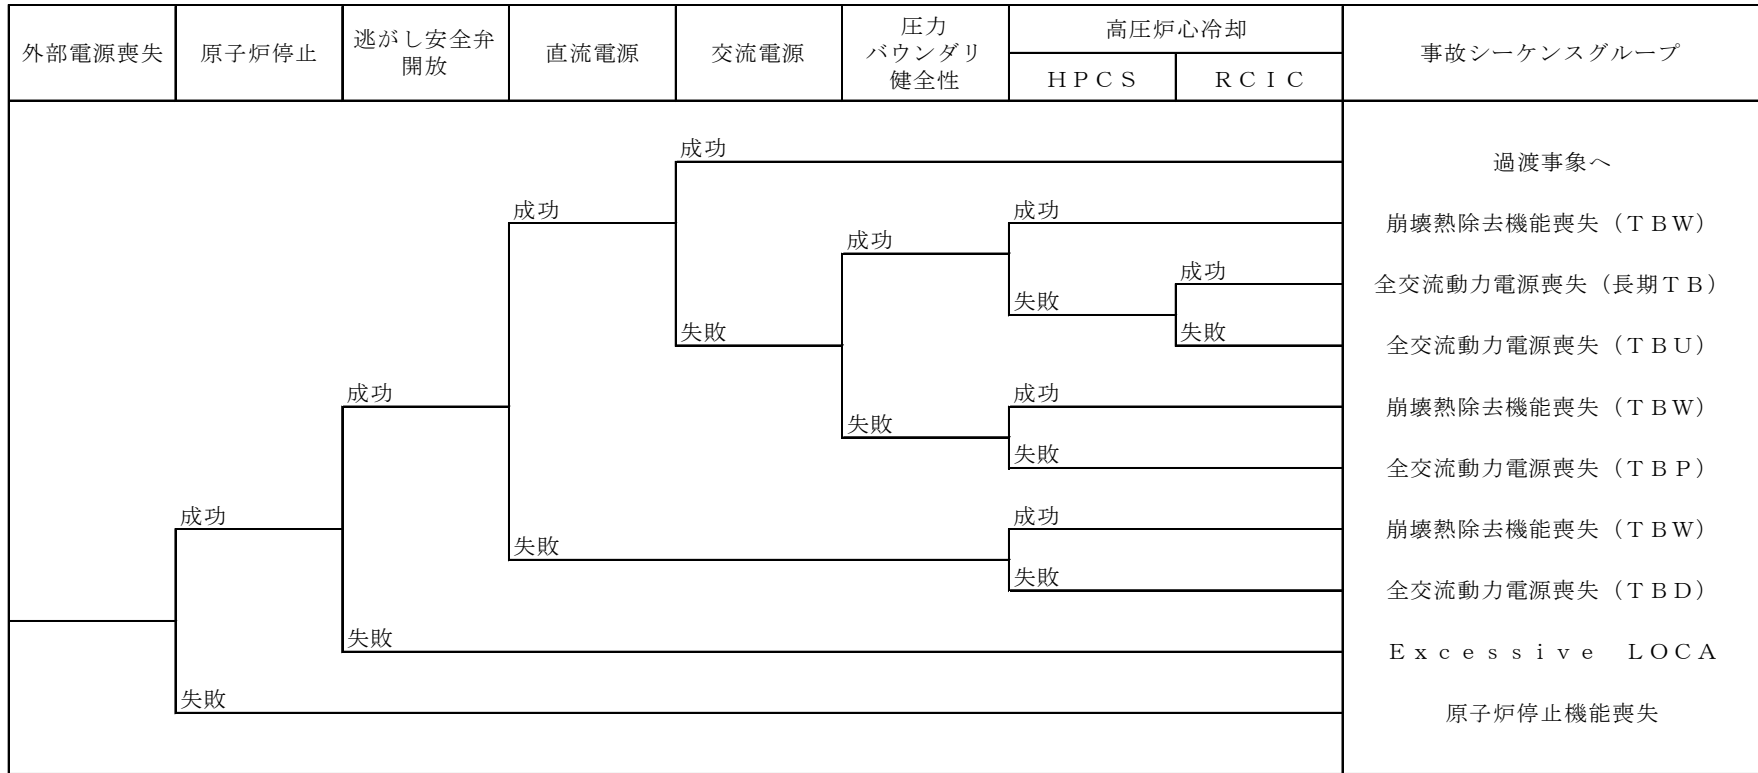 外部電源喪失
原子炉停止
逃がし安全弁
開放
直流電源
交流電源
圧力
バウンダリ
健全性
高圧炉心冷却
ＨＰＣＳ
ＲＣＩＣ
事故シーケンスグループ
成功
過渡事象へ
成功
成功
崩壊熱除去機能喪失（ＴＢＷ）
成功
成功
全交流動力電源喪失（長期ＴＢ）
失敗
失敗
失敗
全交流動力電源喪失（ＴＢＵ）
成功
成功
崩壊熱除去機能喪失（ＴＢＷ）
失敗
失敗
全交流動力電源喪失（ＴＢＰ）
成功
成功
崩壊熱除去機能喪失（ＴＢＷ）
失敗
失敗
全交流動力電源喪失（ＴＢＤ）
失敗
Ｅｘｃｅｓｓｉｖｅ　ＬＯＣＡ
失敗
原子炉停止機能喪失